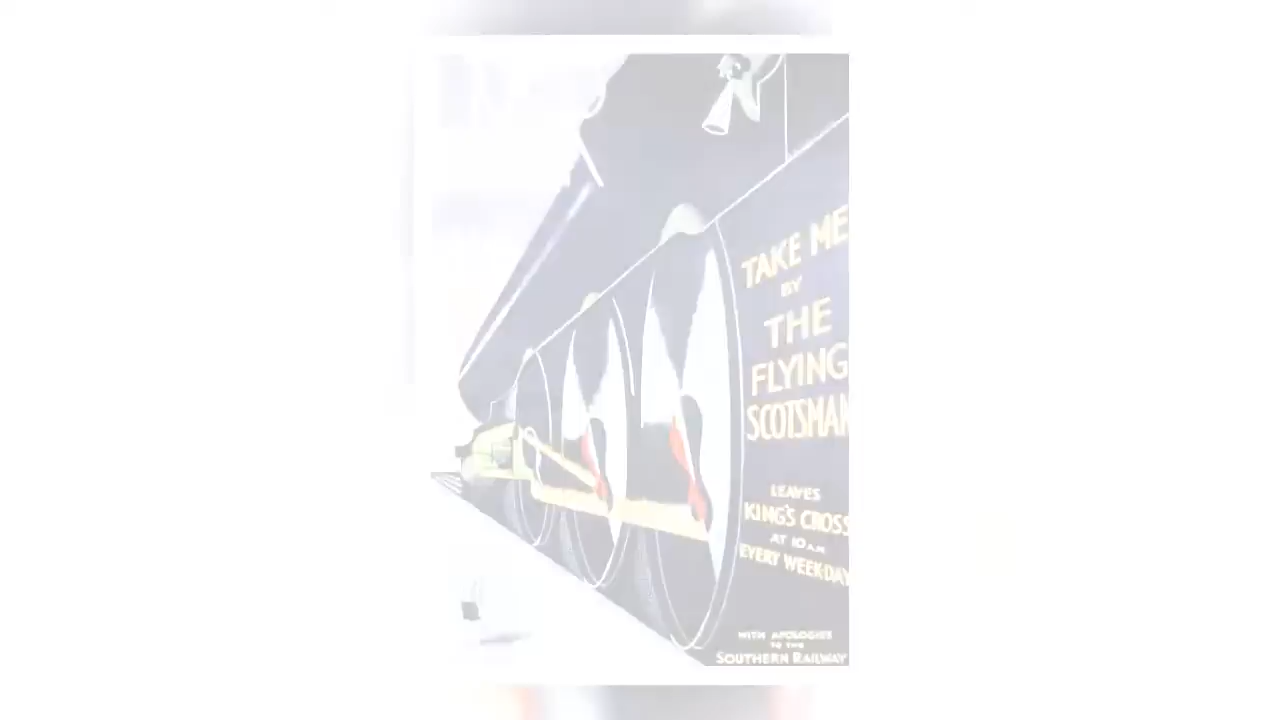 TAKE ME
BY
THE
FLYING
SCOTSMAN
LEAVES
KING'S CROSS
AT 10 A.M.
EVERY WEEKDAY
WITH APOLOGIES
TO THE
SOUTHERN RAILWAY